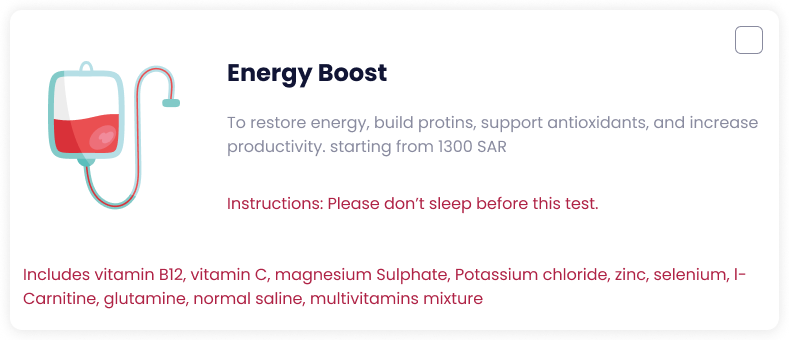 Energy Boost
To restore energy, build protins, support antioxidants, and increase
productivity. starting from 1300 SAR
Instructions: Please don’t sleep before this test.
Includes vitamin B12, vitamin C, magnesium Sulphate, Potassium chloride, zinc, selenium, l-
Carnitine, glutamine, normal saline, multivitamins mixture